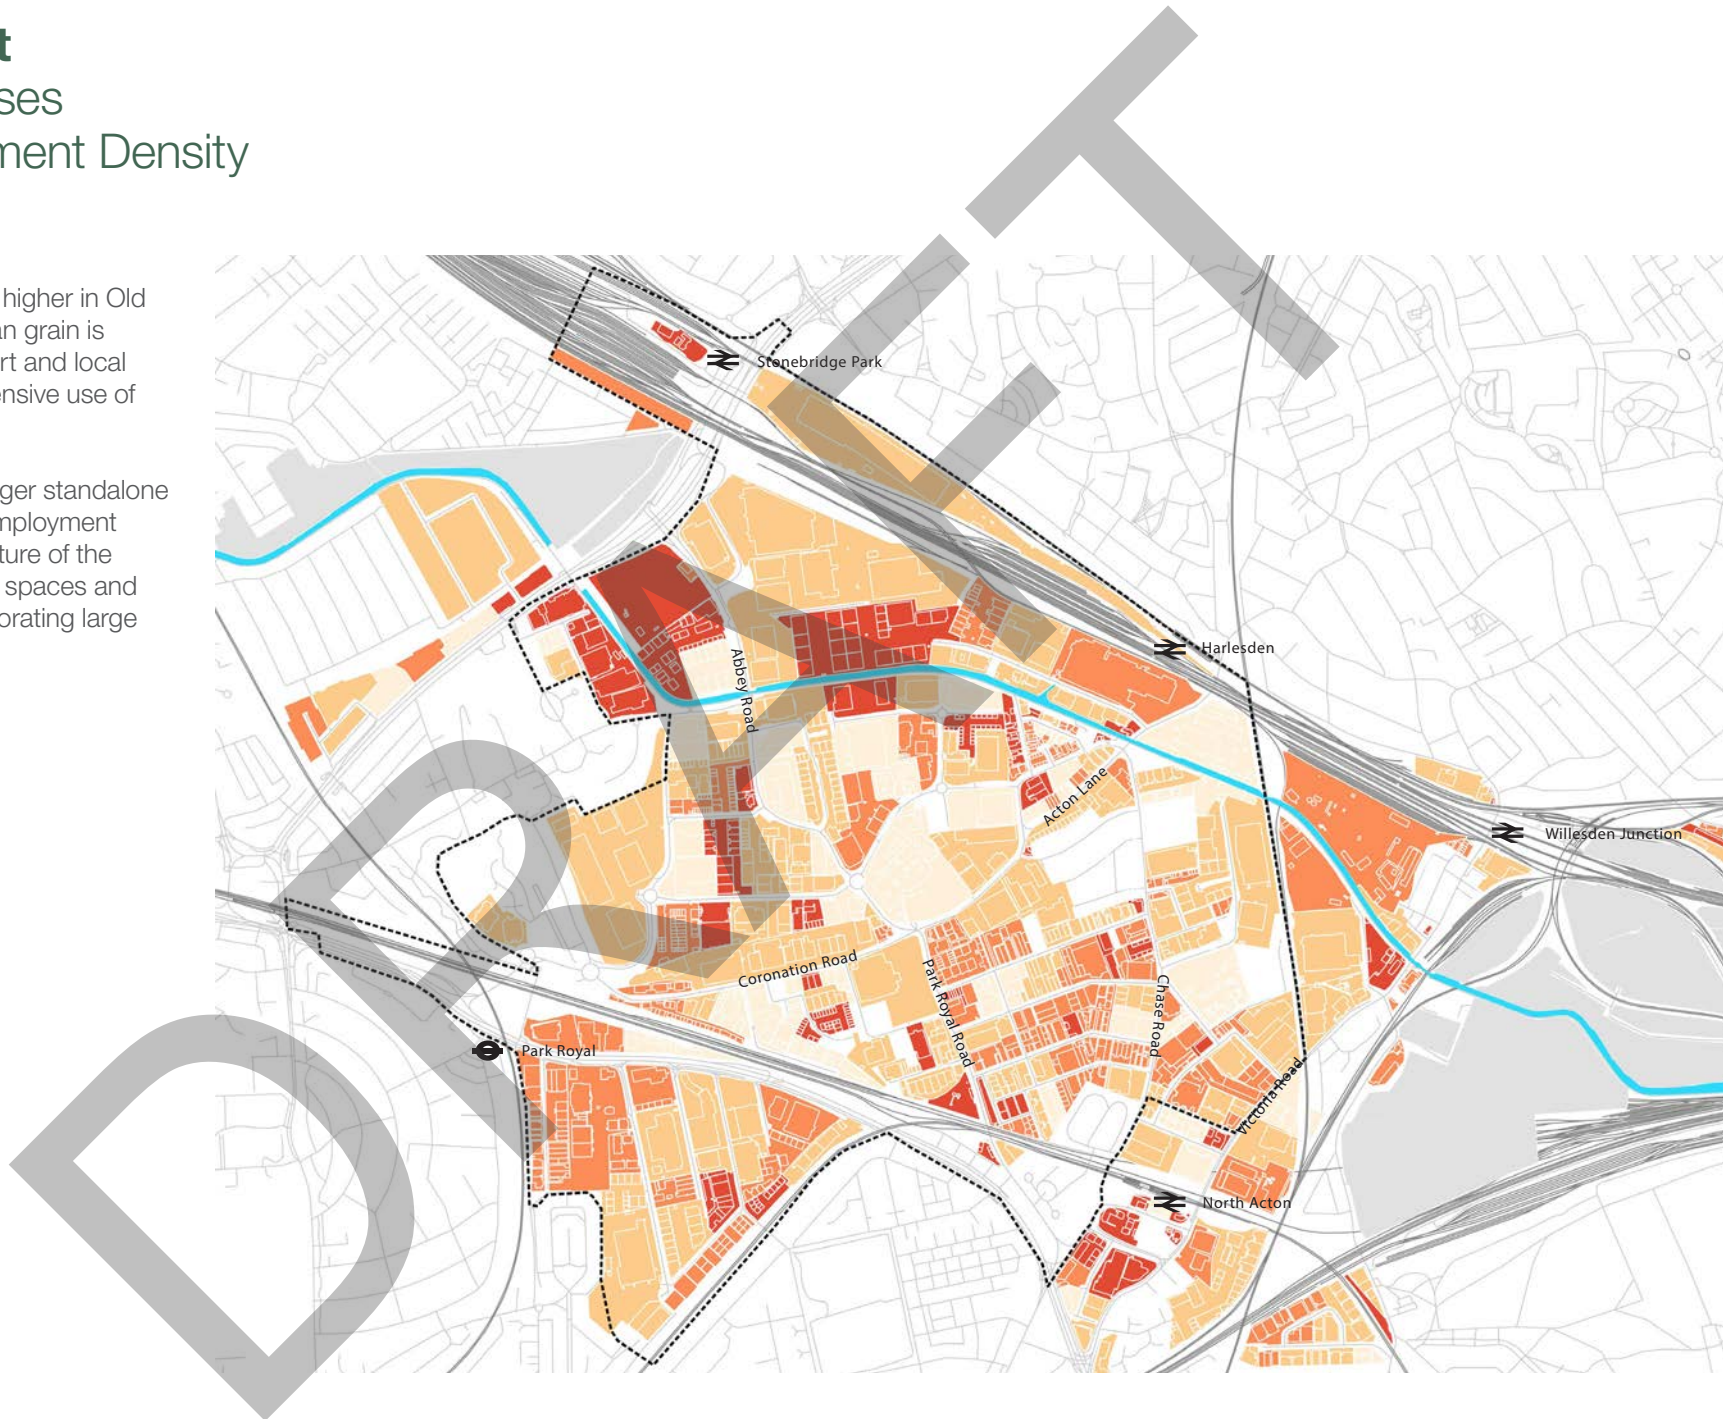 t
ses
ment Density
higher in Old
an grain is
rt and local
ensive use of
ger standalone
mployment
ture of the
spaces and
orating large
Stonebridge Park
Harlesden
Abbey Road
Acton Lane
Willesden Junction
Coronation Road
Park Royal Road
Chase Road
Park Royal
Victoria Road
North Acton
DRAFT